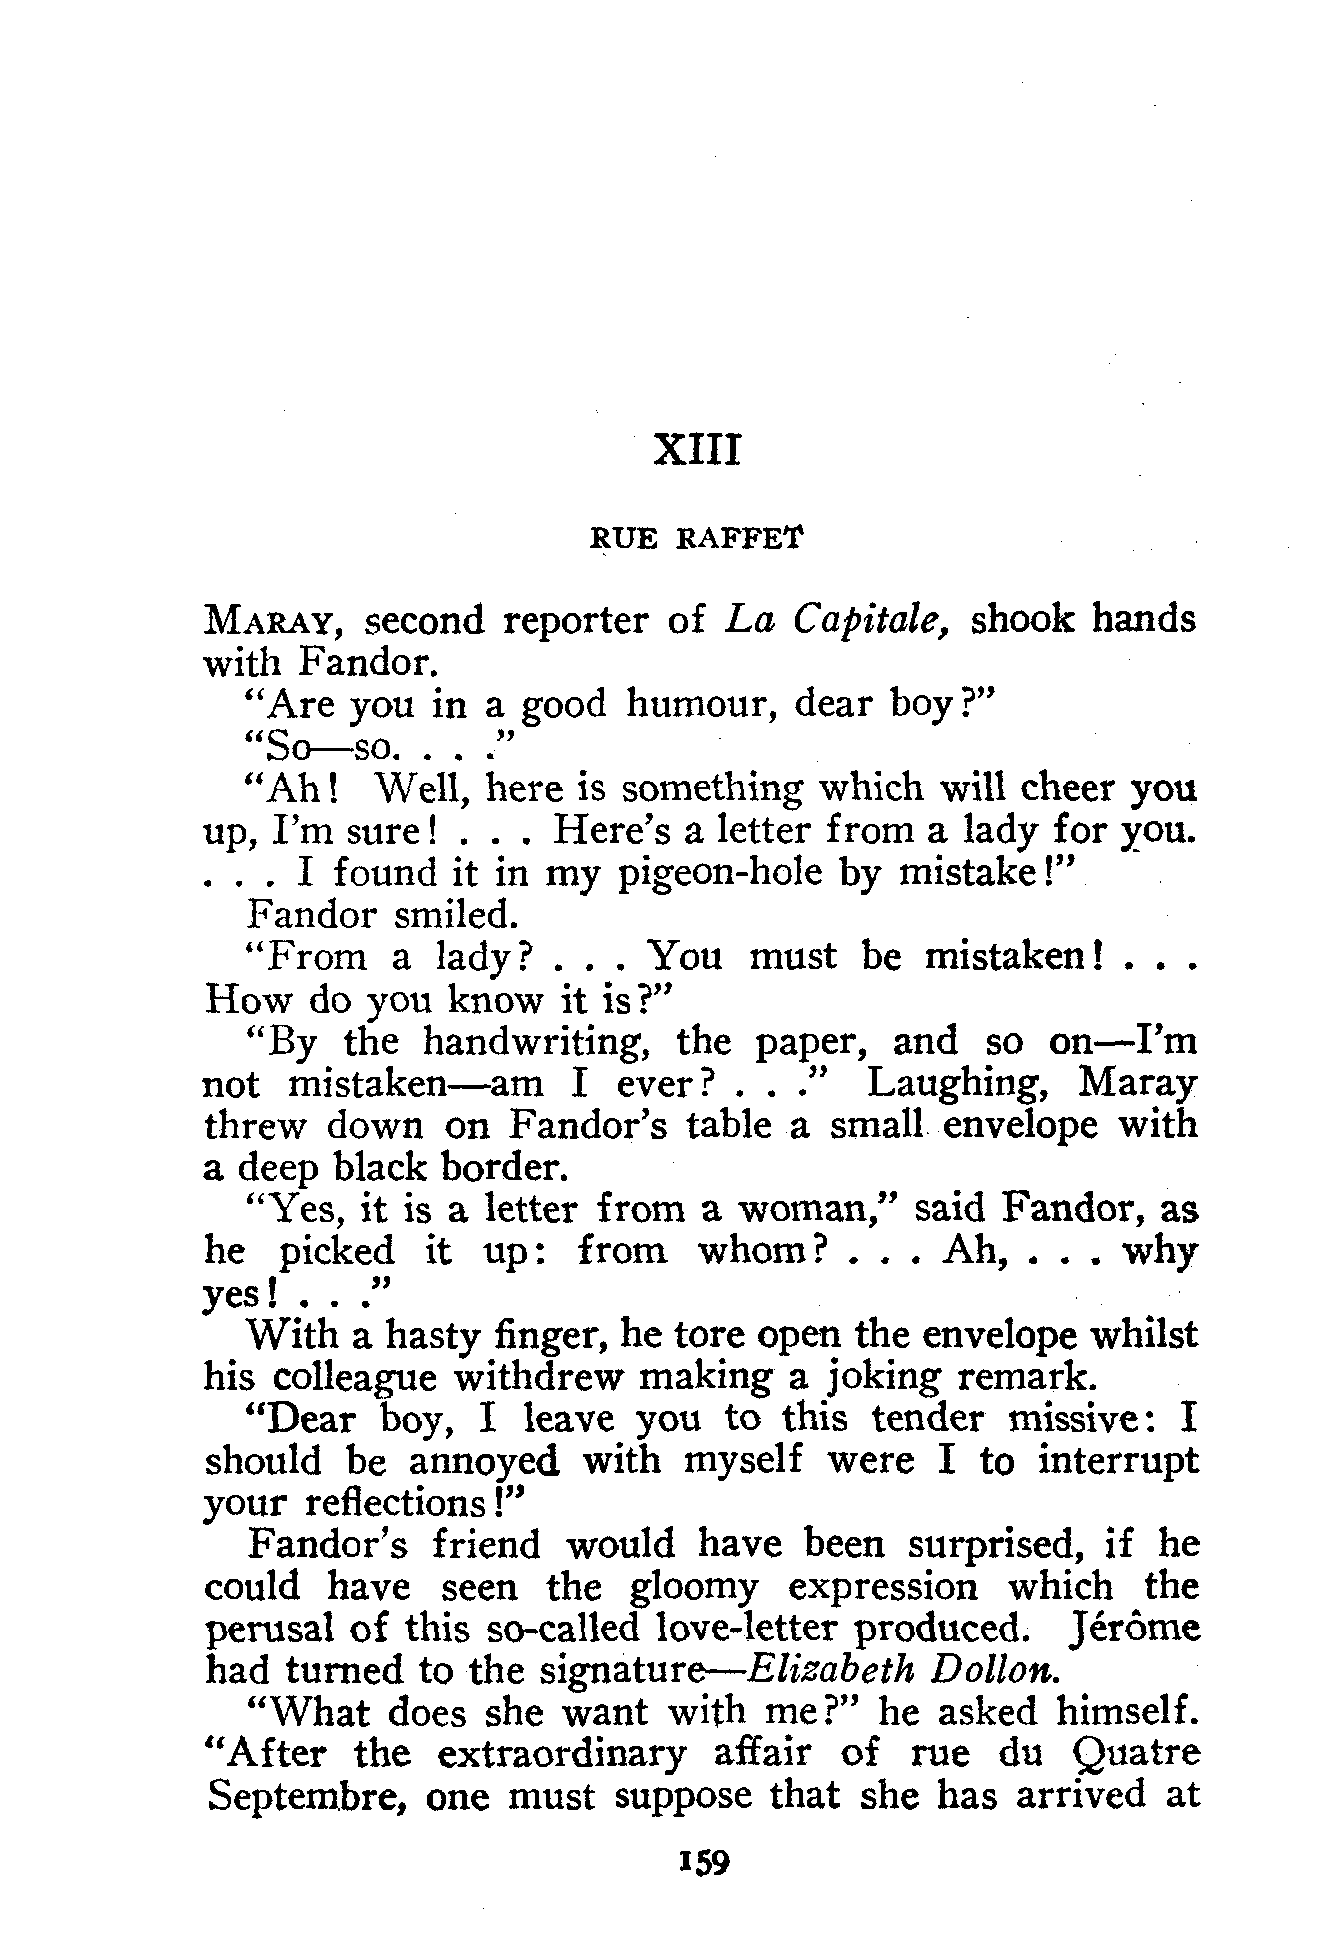 XIII
RUE RAFFET
MARAY, second reporter of La Capitale, shook hands
with Fandor.
“Are you in a good humour, dear boy?”
“So—so. . . .”
“Ah! Well, here is something which will cheer you
up, I’m sure! . . . Here’s a letter from a lady for you.
. . . I found it in my pigeon-hole by mistake!”
Fandor smiled.
“From a lady? . . . You must be mistaken! . . .
How do you know it is?”
“By the handwriting, the paper, and so on—I’m
not mistaken—am I ever? . . .” Laughing, Maray
threw down on Fandor’s table a small envelope with
a deep black border.
“Yes, it is a letter from a woman,” said Fandor, as
he picked it up: from whom? . . . Ah, . . . why
yes! . . .”
With a hasty finger, he tore open the envelope whilst
his colleague withdrew making a joking remark.
“Dear boy, I leave you to this tender missive: I
should be annoyed with myself were I to interrupt
your reflections!”
Fandor’s friend would have been surprised, if he
could have seen the gloomy expression which the
perusal of this so-called love-letter produced. Jérôme
had turned to the signature—Elizabeth Dollon.
“What does she want with me?” he asked himself.
“After the extraordinary affair of rue du Quatre
Septembre, one must suppose that she has arrived at
159